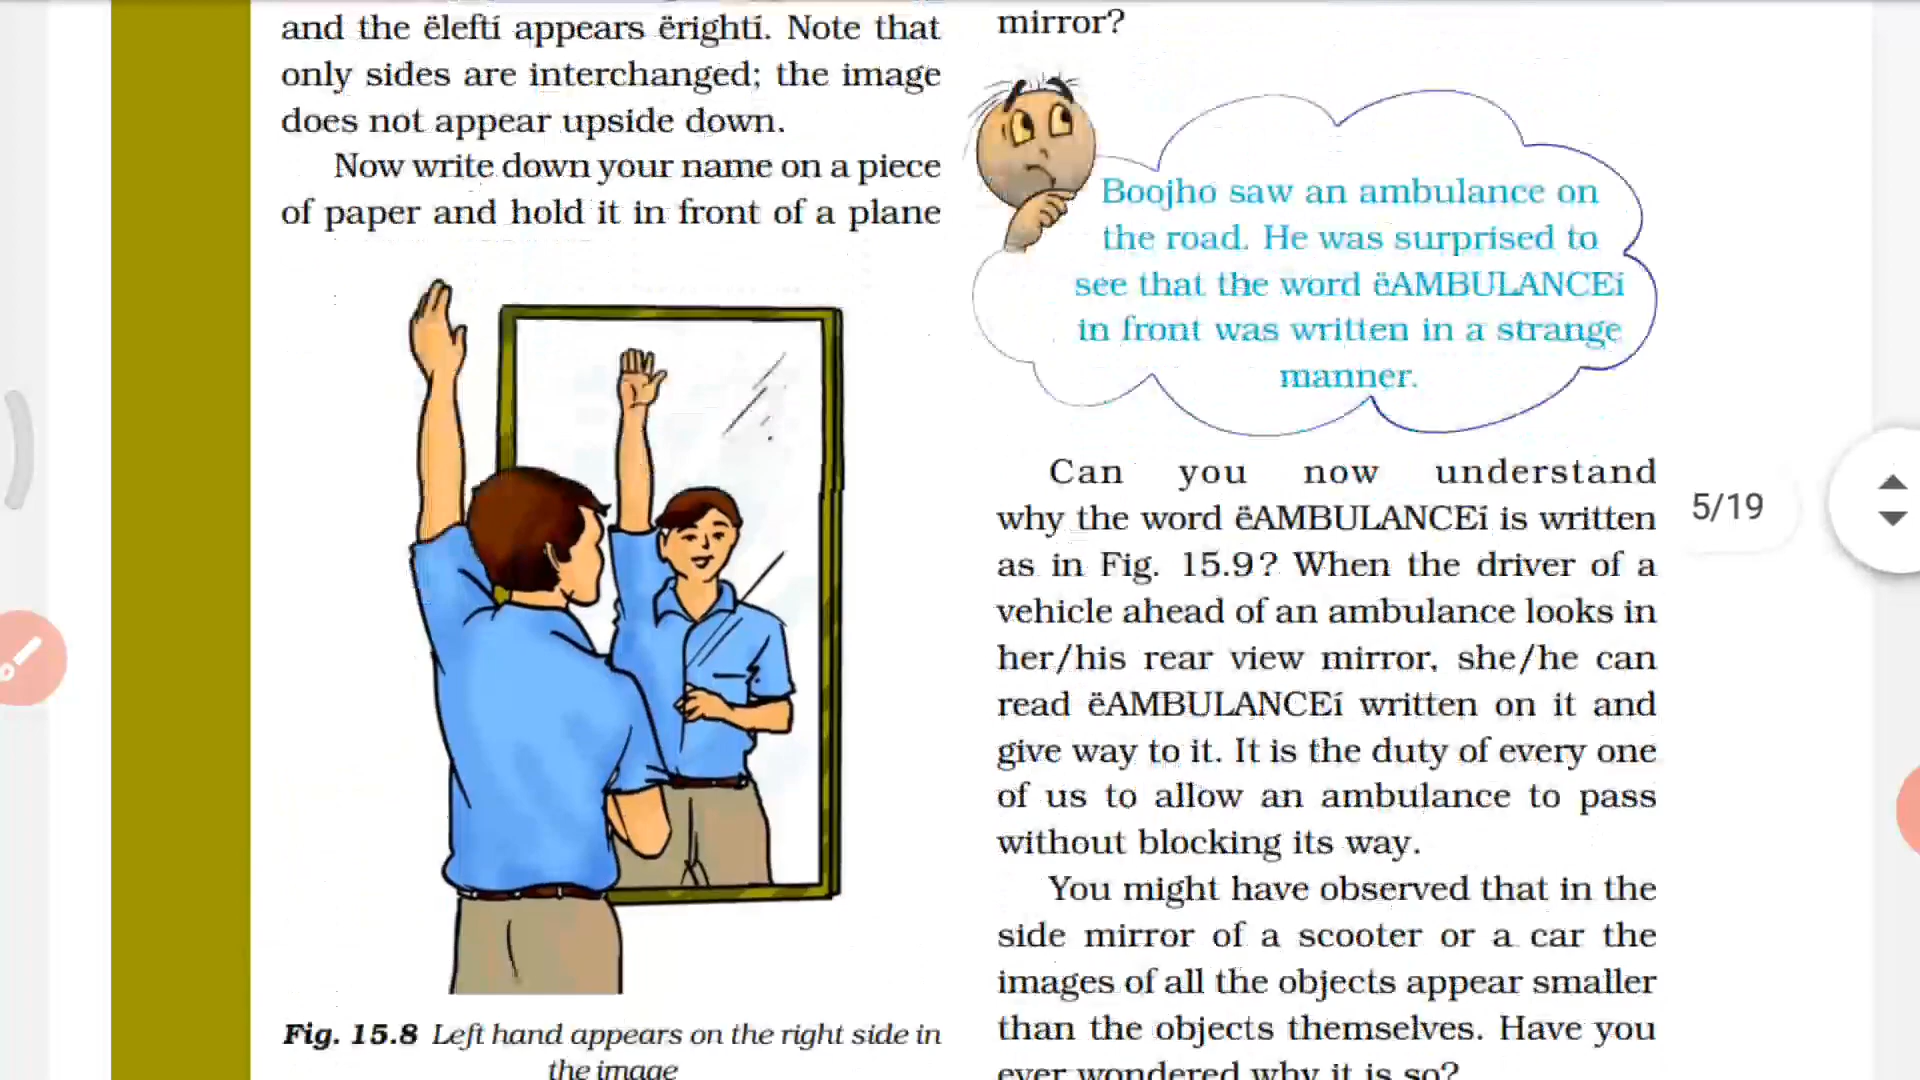 and the ëleftí appears ërightí. Note that
only sides are interchanged; the image
does not appear upside down.
Now write down your name on a piece
of paper and hold it in front of a plane
Fig. 15.8 Left hand appears on the right side in
the image
mirror?
Boojho saw an ambulance on
the road. He was surprised to
see that the word ëAMBULANCEí
in front was written in a strange
manner.
Can you now understand
why the word ëAMBULANCEí is written
as in Fig. 15.9? When the driver of a
vehicle ahead of an ambulance looks in
her/his rear view mirror, she/he can
read ëAMBULANCEí written on it and
give way to it. It is the duty of every one
of us to allow an ambulance to pass
without blocking its way.
You might have observed that in the
side mirror of a scooter or a car the
images of all the objects appear smaller
than the objects themselves. Have you
ever wondered why it is so?
5/19